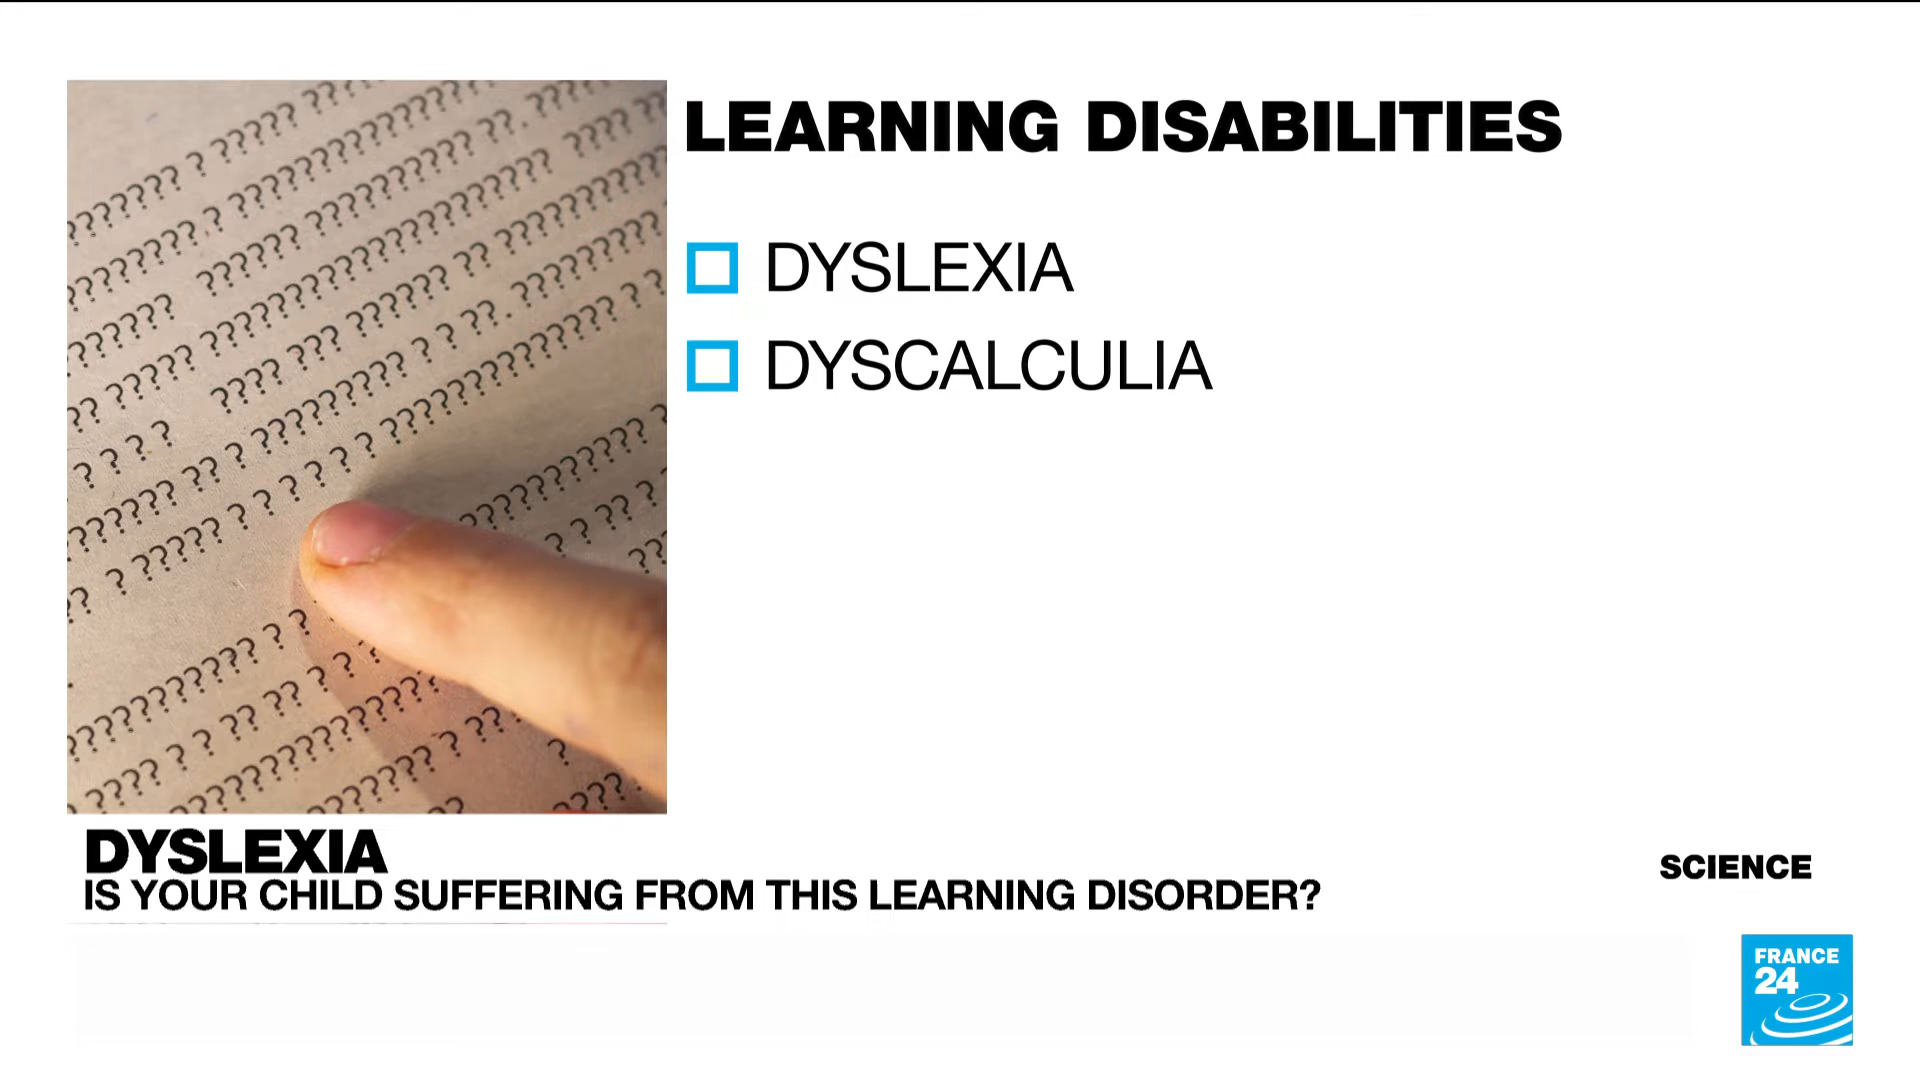 LEARNING DISABILITIES
DYSLEXIA
DYSCALCULIA
DYSLEXIA
IS YOUR CHILD SUFFERING FROM THIS LEARNING DISORDER?
SCIENCE
FRANCE
24